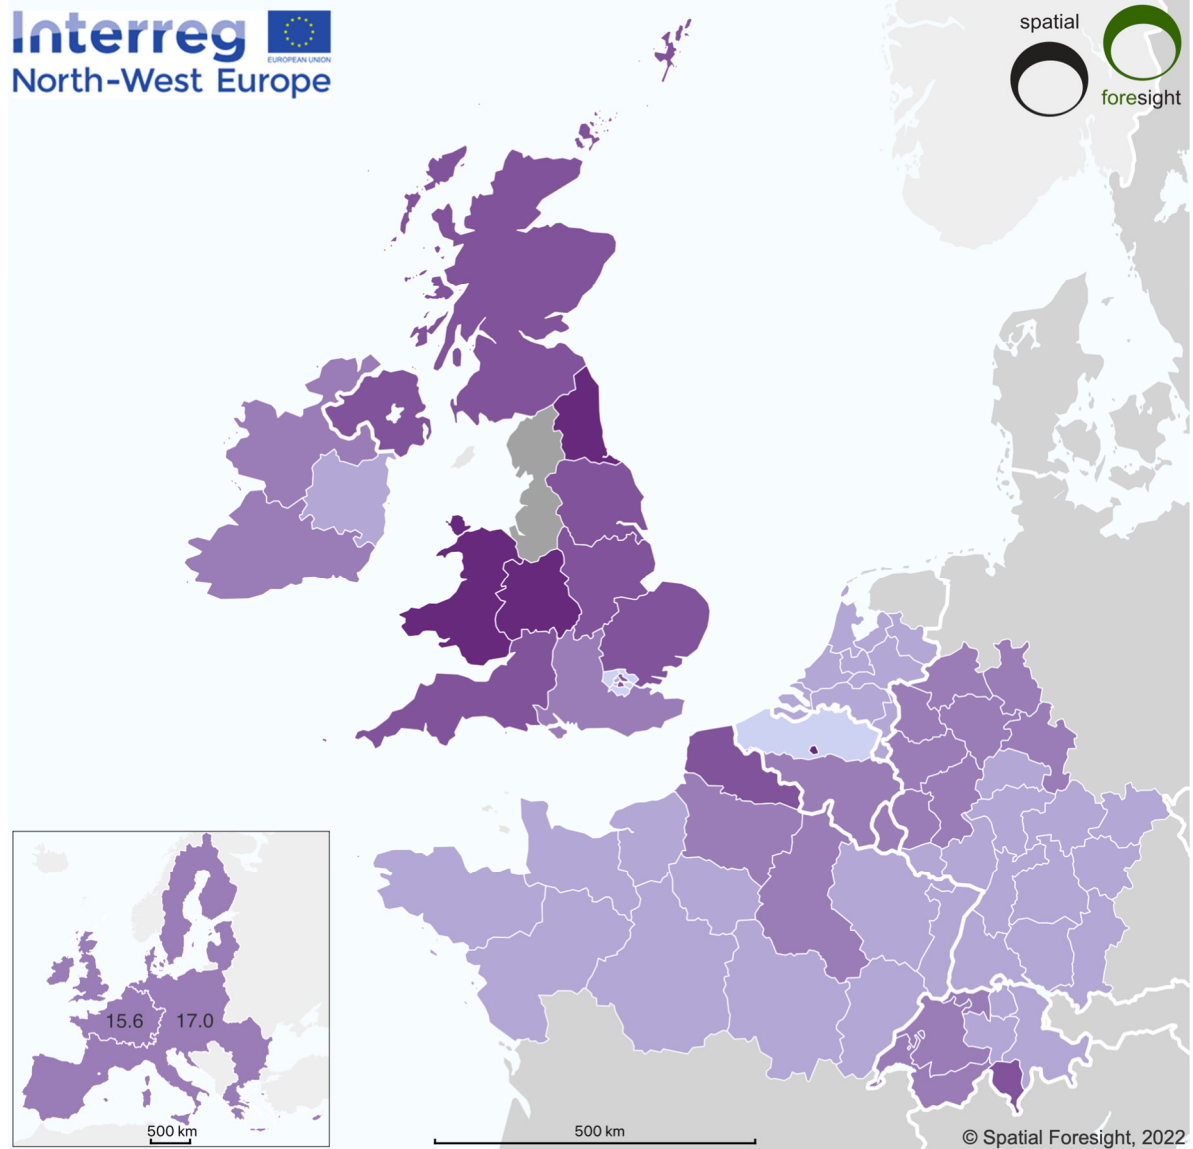 Interreg
EUROPEAN UNION
North-West Europe
spatial
foresight
15.6
17.0
500 km
500 km
© Spatial Foresight, 2022